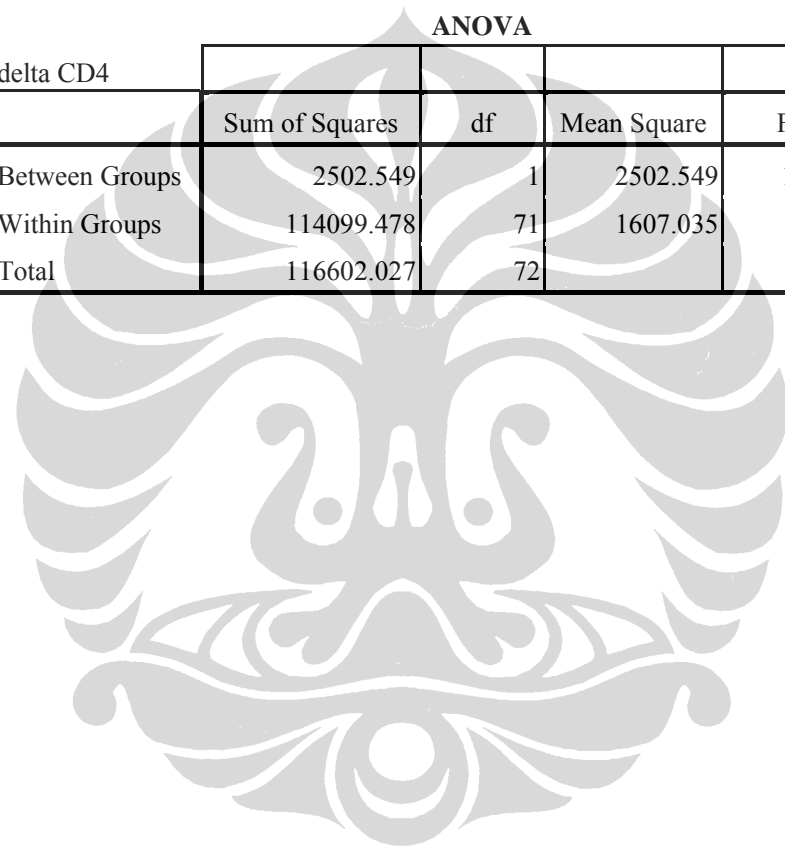 ANOVA
delta CD4
Sum of Squares df Mean Square
Between Groups 2502.549 1 2502.549
Within Groups 114099.478 71 1607.035
Total 116602.027 72